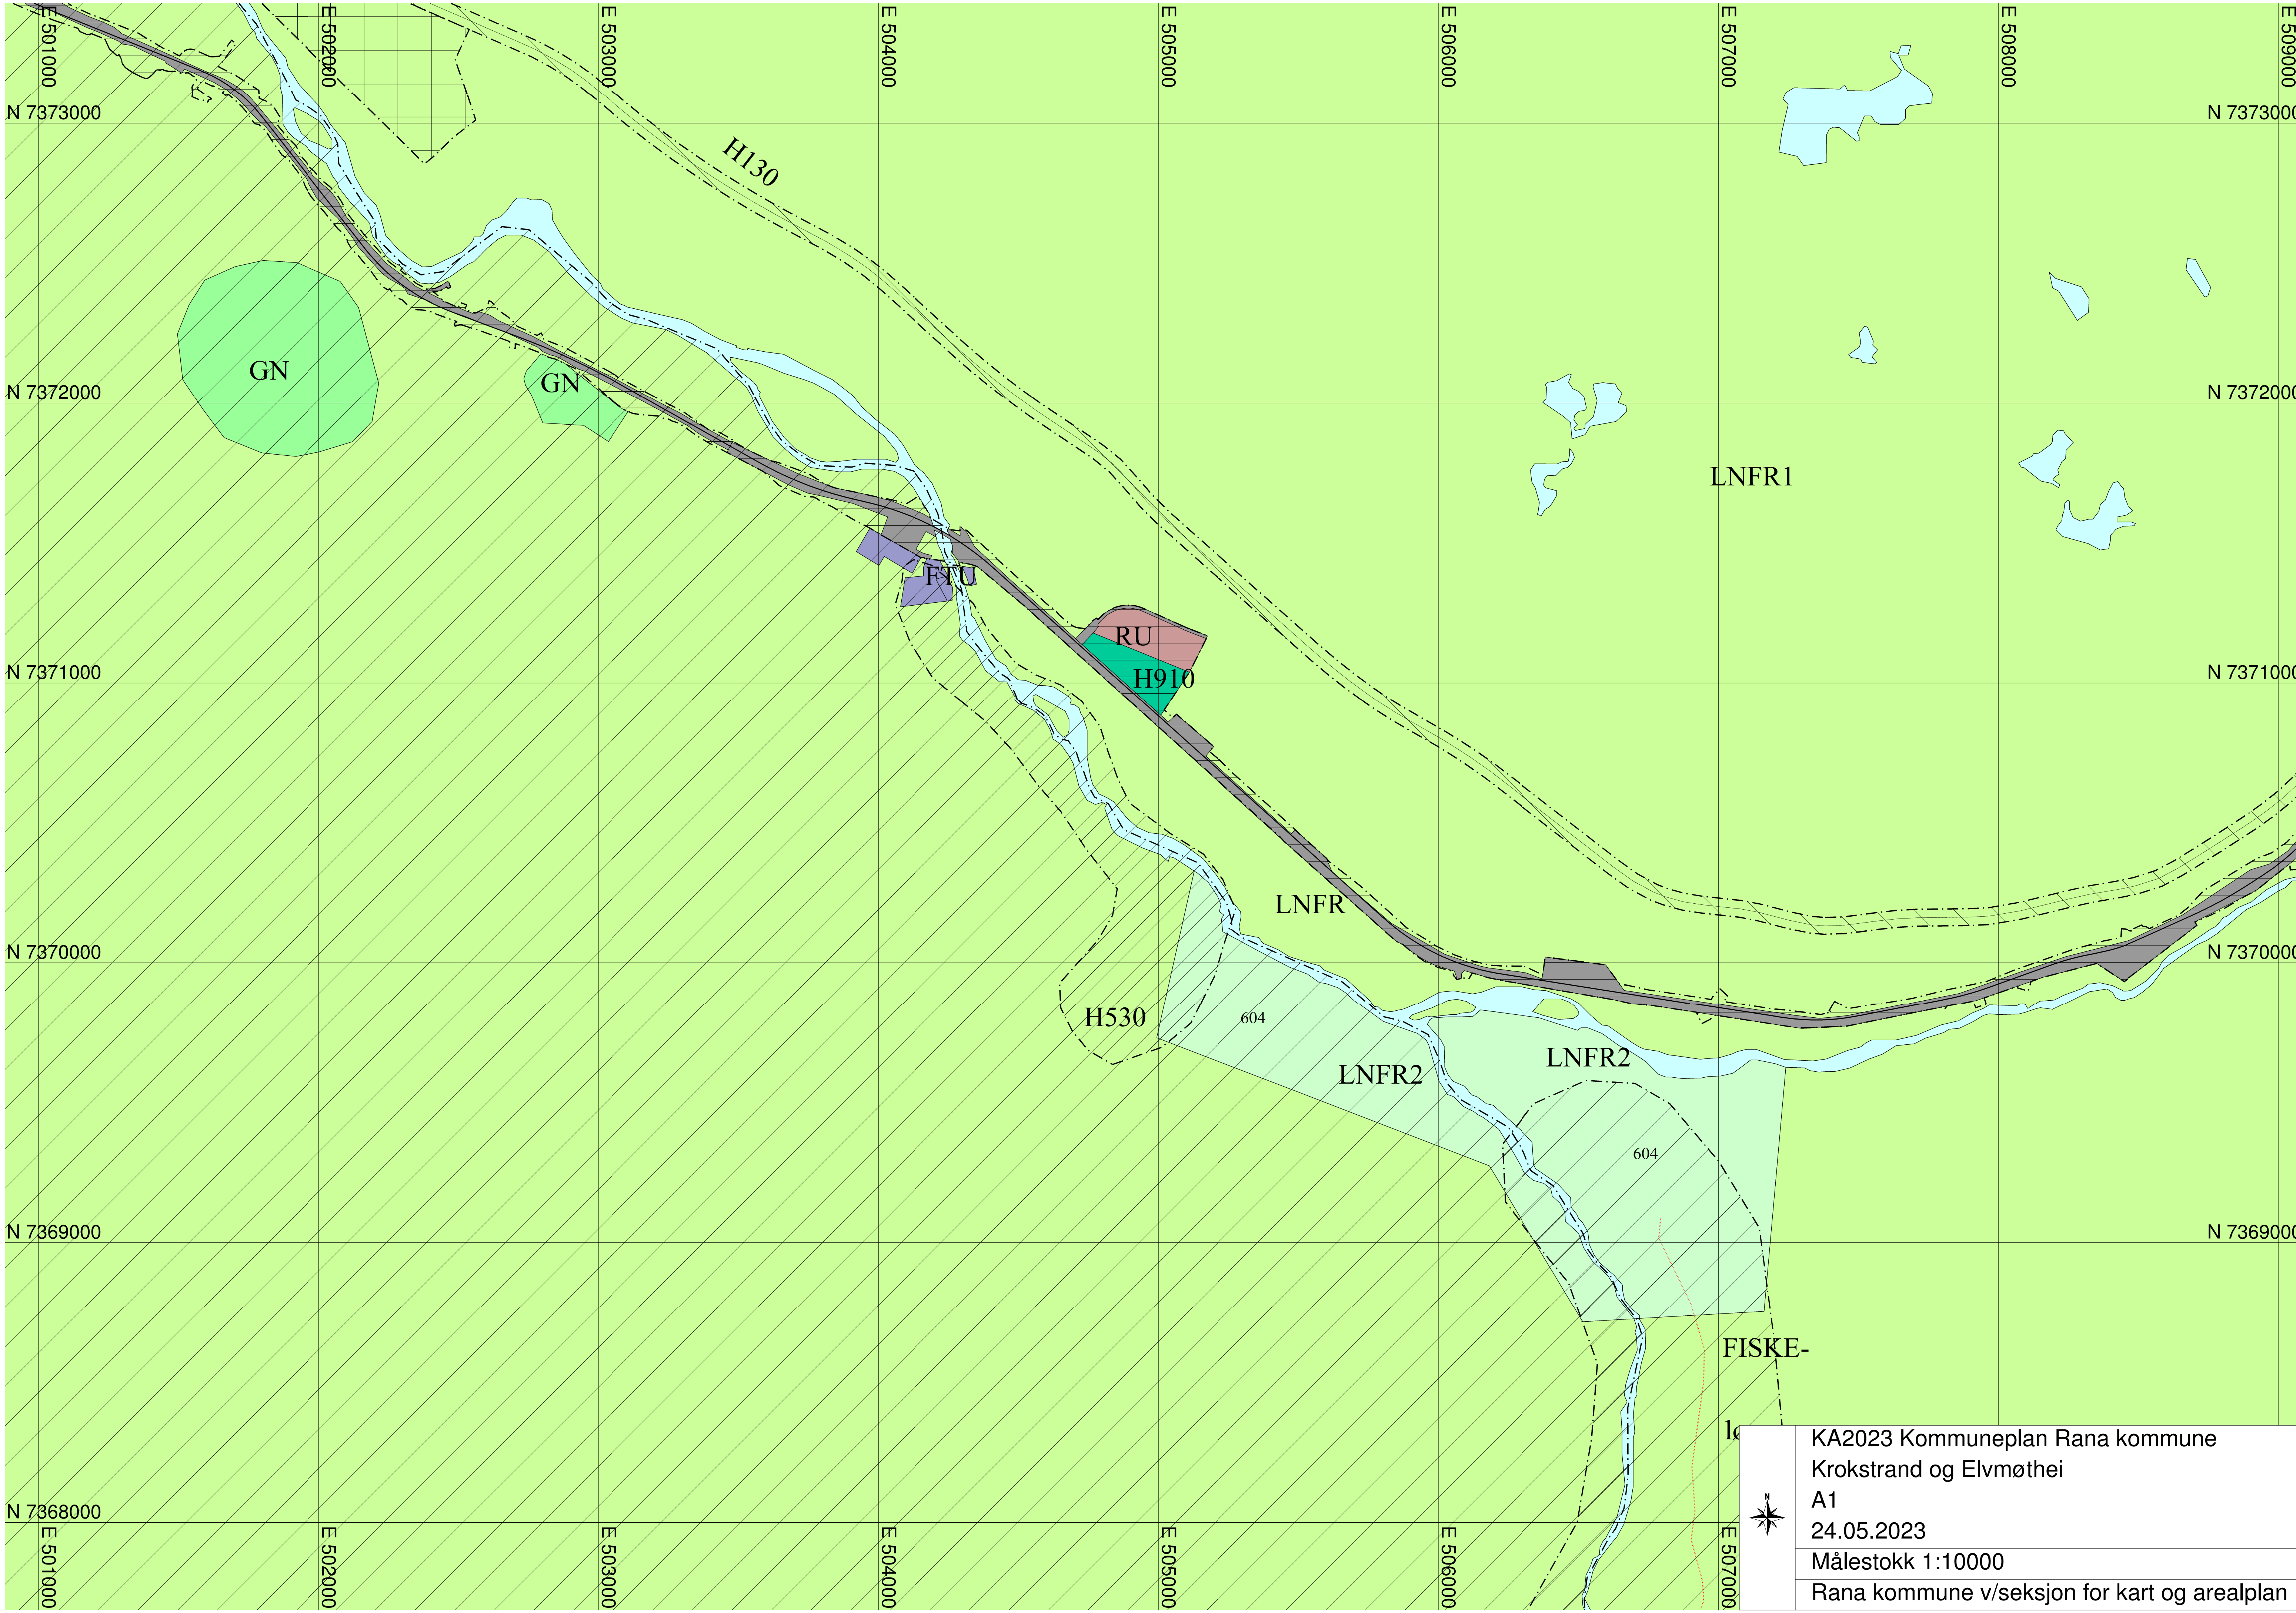 E 501000
E 502000
E 503000
E 504000
E 505000
E 506000
E 507000
E 508000
E 509000
N 7373000
N 7373000
H130
GN
GN
N 7372000
N 7372000
LNFR1
FTU
RU
H910
N 7371000
N 7371000
LNFR
N 7370000
N 7370000
H530
604
LNFR2
LNFR2
604
N 7369000
N 7369000
FISKE-
N 7368000
E 501000
E 502000
E 503000
E 504000
E 505000
E 506000
E 507000
N
KA2023 Kommuneplan Rana kommune
Krokstrand og Elvmøthei
A1
24.05.2023
Målestokk 1:10000
Rana kommune v/seksjon for kart og arealplan